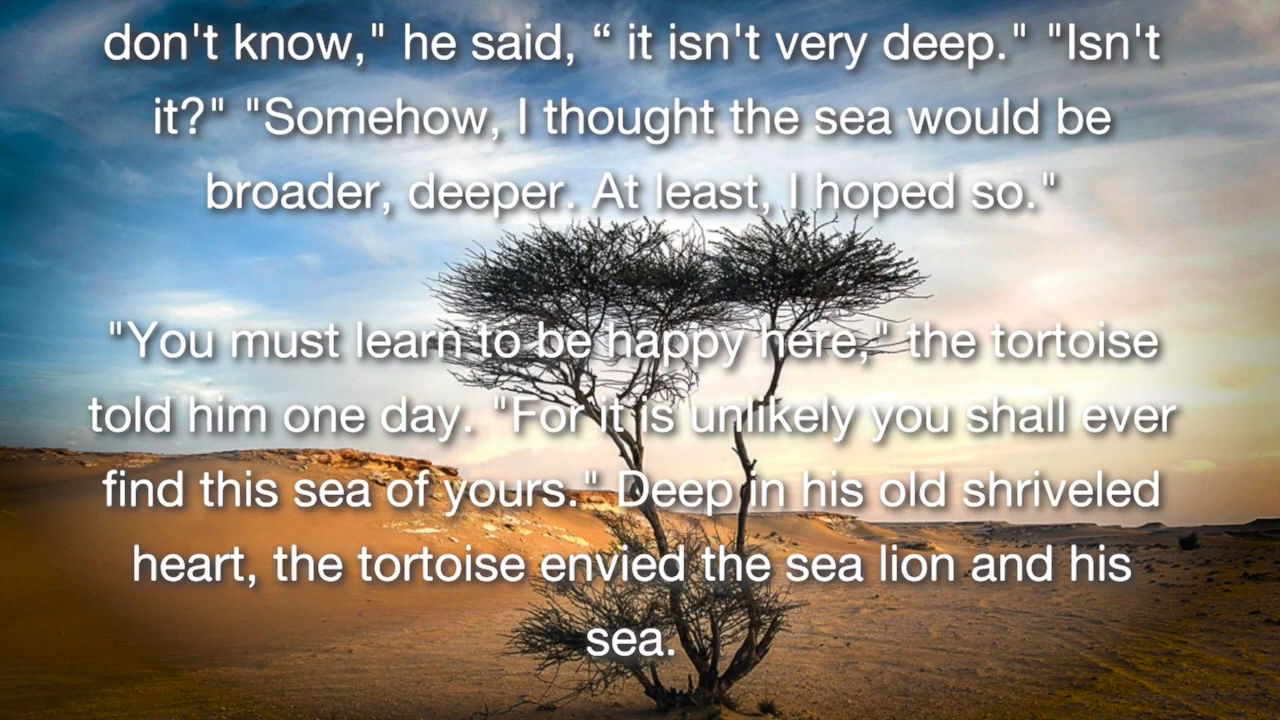 don't know," he said, “ it isn't very deep." "Isn't
it?" "Somehow, I thought the sea would be
broader, deeper. At least, I hoped so."
"You must learn to be happy here," the tortoise
told him one day. "For it is unlikely you shall ever
find this sea of yours." Deep in his old shriveled
heart, the tortoise envied the sea lion and his
sea.